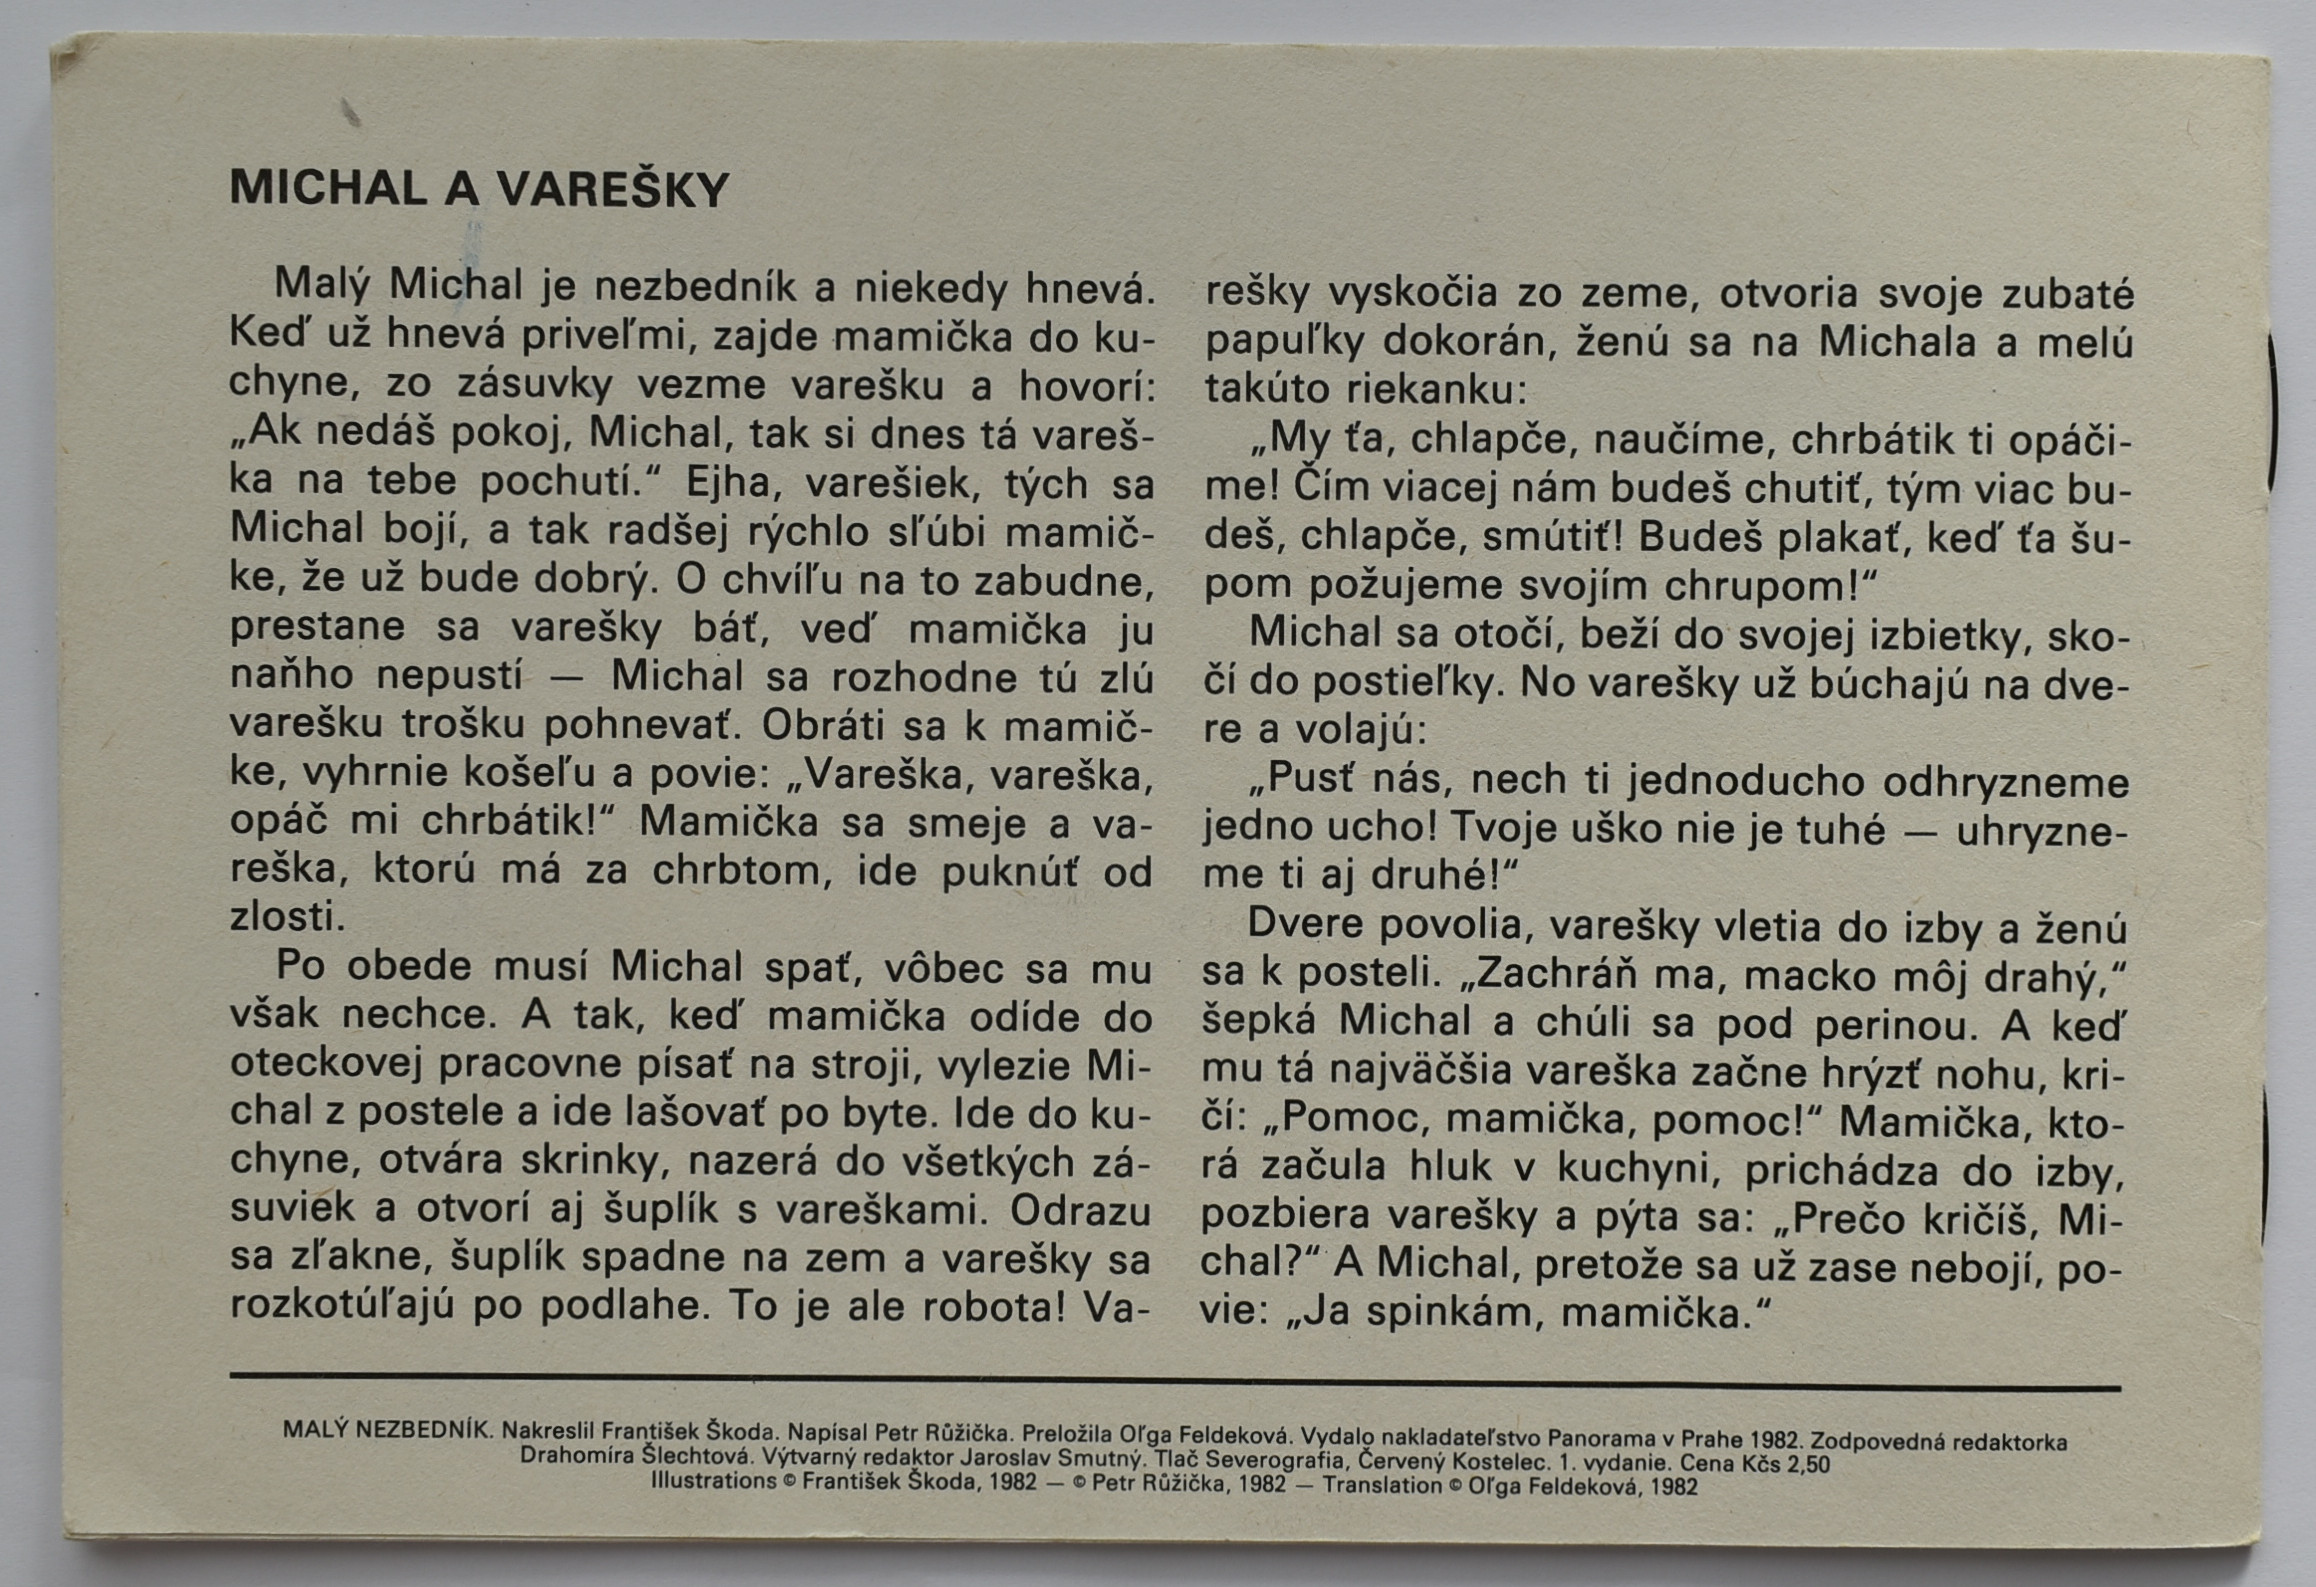 MICHAL A VAREŠKY
Malý Michal je nezbedník a niekedy hnevá.
Keď už hnevá priveľmi, zajde mamička do ku-
chyne, zo zásuvky vezme varešku a hovorí:
„Ak nedáš pokoj, Michal, tak si dnes tá vareš-
ka na tebe pochutí.“ Ejha, varešiek, tých sa
Michal bojí, a tak radšej rýchlo sľúbi mamič-
ke, že už bude dobrý. O chvíľu na to zabudne,
prestane sa varešky báť, veď mamička ju
naňho nepustí — Michal sa rozhodne tú zlú
varešku trošku pohnevať. Obráti sa k mamič-
ke, vyhrnie košeľu a povie: „Vareška, vareška,
opáč mi chrbátik!“ Mamička sa smeje a va-
reška, ktorú má za chrbtom, ide puknúť od
zlosti.
Po obede musí Michal spať, vôbec sa mu
však nechce. A tak, keď mamička odíde do
oteckovej pracovne písať na stroji, vylezie Mi-
chal z postele a ide lašovať po byte. Ide do ku-
chyne, otvára skrinky, nazerá do všetkých zá-
suviek a otvorí aj šuplík s vareškami. Odrazu
sa zľakne, šuplík spadne na zem a varešky sa
rozkotúľajú po podlahe. To je ale robota! Va-
rešky vyskočia zo zeme, otvoria svoje zubaté
papuľky dokorán, ženú sa na Michala a melú
takúto riekanku:
„My ťa, chlapče, naučíme, chrbátik ti opáči-
me! Čím viacej nám budeš chutiť, tým viac bu-
deš, chlapče, smútiť! Budeš plakať, keď ťa šu-
pom požujeme svojím chrupom!“
Michal sa otočí, beží do svojej izbietky, sko-
čí do postieľky. No varešky už búchajú na dve-
re a volajú:
„Pusť nás, nech ti jednoducho odhryzneme
jedno ucho! Tvoje uško nie je tuhé — uhryzne-
me ti aj druhé!“
Dvere povolia, varešky vletia do izby a ženú
sa k posteli. „Zachráň ma, macko môj drahý,“
šepká Michal a chúli sa pod perinou. A keď
mu tá najväčšia vareška začne hrýzť nohu, kri-
čí: „Pomoc, mamička, pomoc!“ Mamička, kto-
rá začula hluk v kuchyni, prichádza do izby,
pozbiera varešky a pýta sa: „Prečo kričíš, Mi-
chal?“ A Michal, pretože sa už zase nebojí, po-
vie: „Ja spinkám, mamička.“
MALÝ NEZBEDNÍK. Nakreslil František Škoda. Napísal Petr Růžička. Preložila Oľga Feldeková. Vydalo nakladateľstvo Panorama v Prahe 1982. Zodpovedná redaktorka
Drahomíra Šlechtová. Výtvarný redaktor Jaroslav Smutný. Tlač Severografia, Červený Kostelec. 1. vydanie. Cena Kčs 2,50
Illustrations © František Škoda, 1982 — © Petr Růžička, 1982 — Translation © Oľga Feldeková, 1982